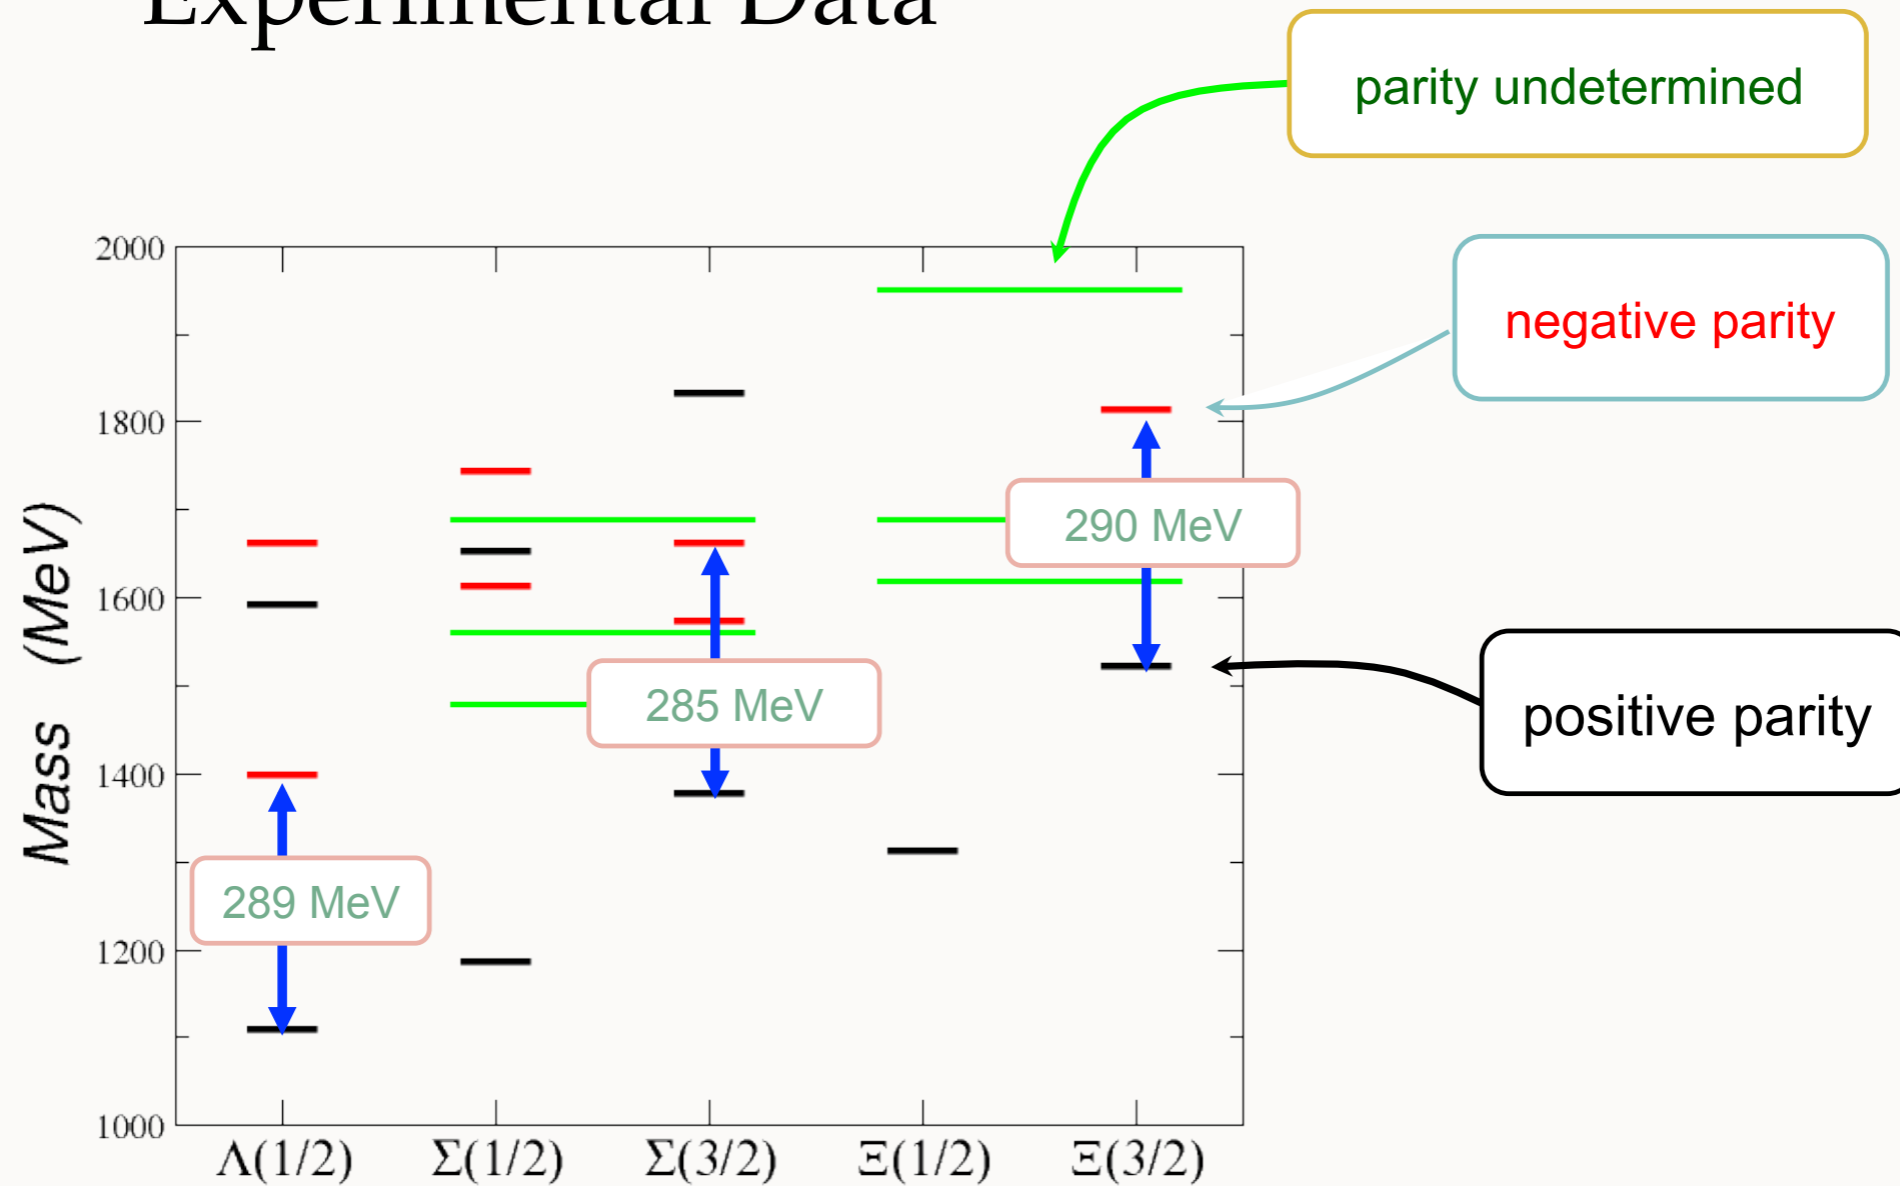 Experimental Data
parity undetermined
negative parity
positive parity
Mass (MeV)
2000
1800
1600
1400
1200
1000
290 MeV
285 MeV
289 MeV
Λ(1/2) Σ(1/2) Σ(3/2) Ξ(1/2) Ξ(3/2)